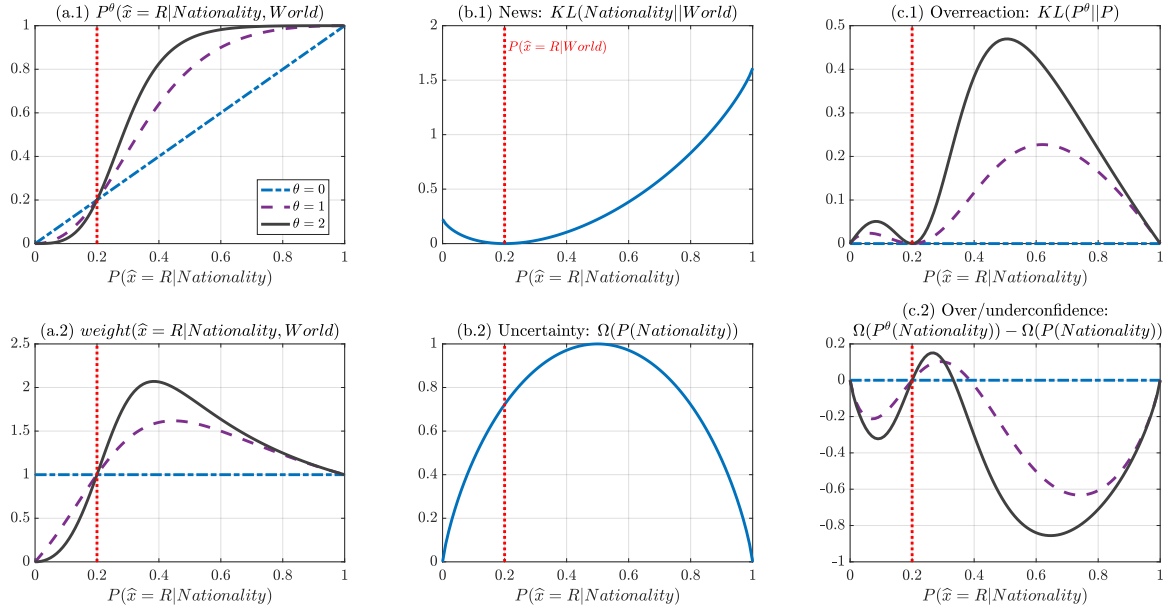 (a.1) P^θ(x̂ = R|Nationality, World)
1
0.8
0.6
0.4
0.2
0
θ = 0
θ = 1
θ = 2
0 0.2 0.4 0.6 0.8 1
P(x̂ = R|Nationality)
(b.1) News: KL(Nationality||World)
2
1.5
1
0.5
0
P(x̂ = R|World)
0 0.2 0.4 0.6 0.8 1
P(x̂ = R|Nationality)
(c.1) Overreaction: KL(P^θ||P)
0.5
0.4
0.3
0.2
0.1
0
0 0.2 0.4 0.6 0.8 1
P(x̂ = R|Nationality)
(a.2) weight(x̂ = R|Nationality, World)
2.5
2
1.5
1
0.5
0
0 0.2 0.4 0.6 0.8 1
P(x̂ = R|Nationality)
(b.2) Uncertainty: Ω(P(Nationality))
1
0.8
0.6
0.4
0.2
0
0 0.2 0.4 0.6 0.8 1
P(x̂ = R|Nationality)
(c.2) Over/underconfidence:
Ω(P^θ(Nationality)) − Ω(P(Nationality))
0.2
0
-0.2
-0.4
-0.6
-0.8
-1
0 0.2 0.4 0.6 0.8 1
P(x̂ = R|Nationality)